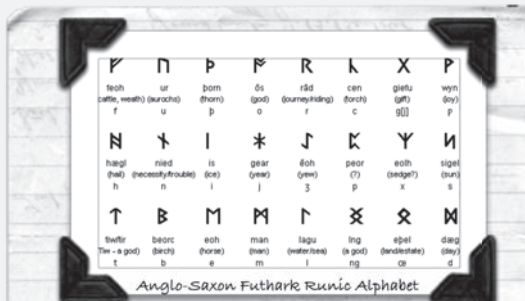 ᚠ ᚢ ᚦ ᚩ ᚱ ᚳ ᚷ ᚹ
feoh ur þorn ōs rād cen giefu wyn
(cattle, weath) (aurochs) (thorn) (god) (journey/riding) (torch) (gift) (joy)
f u þ o r c g[j] p
ᚻ ᚾ ᛁ ᛡ ᛇ ᛈ ᛉ ᛋ
hægl nied is gear ēoh peor eolh sigel
(hail) (necessity/trouble) (ice) (year) (yew) (?) (sedge?) (sun)
h n i j ʒ p x s
ᛏ ᛒ ᛖ ᛗ ᛚ ᛝ ᛟ ᛞ
tiw/tir beorc eoh man lagu Ing eþel dæg
(Tiw - a god) (birch) (horse) (man) (water/sea) (a god) (land/estate) (day)
t b e m l ng œ d
Anglo-Saxon Futhark Runic Alphabet